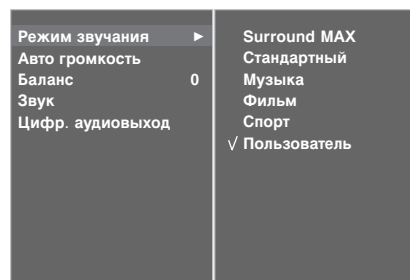 Режим звучания ►
Авто громкость
Баланс 0
Звук
Цифр. аудиовыход
Surround MAX
Стандартный
Музыка
Фильм
Спорт
√ Пользователь